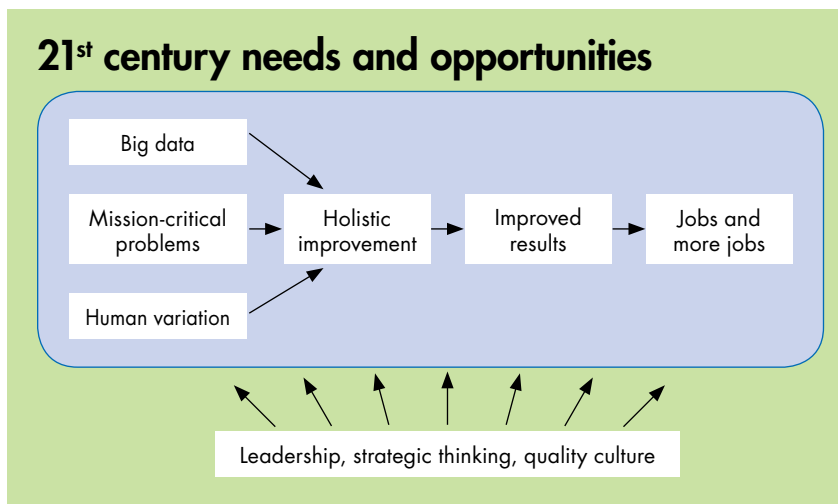 21st century needs and opportunities
Big data
Mission-critical
problems
Holistic
improvement
Improved
results
Jobs and
more jobs
Human variation
Leadership, strategic thinking, quality culture